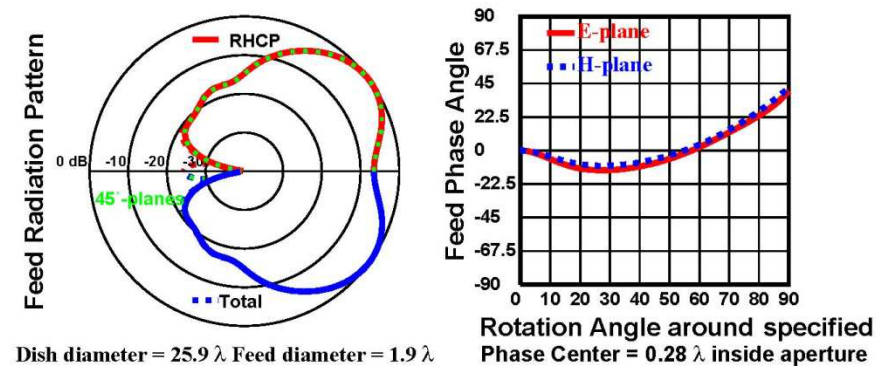 Feed Radiation Pattern
RHCP
0 dB -10 -20 -30
45°-planes
Total
Dish diameter = 25.9 λ Feed diameter = 1.9 λ
Feed Phase Angle
90
67.5
45
22.5
0
-22.5
-45
-67.5
-90
E-plane
H-plane
0 10 20 30 40 50 60 70 80 90
Rotation Angle around specified
Phase Center = 0.28 λ inside aperture